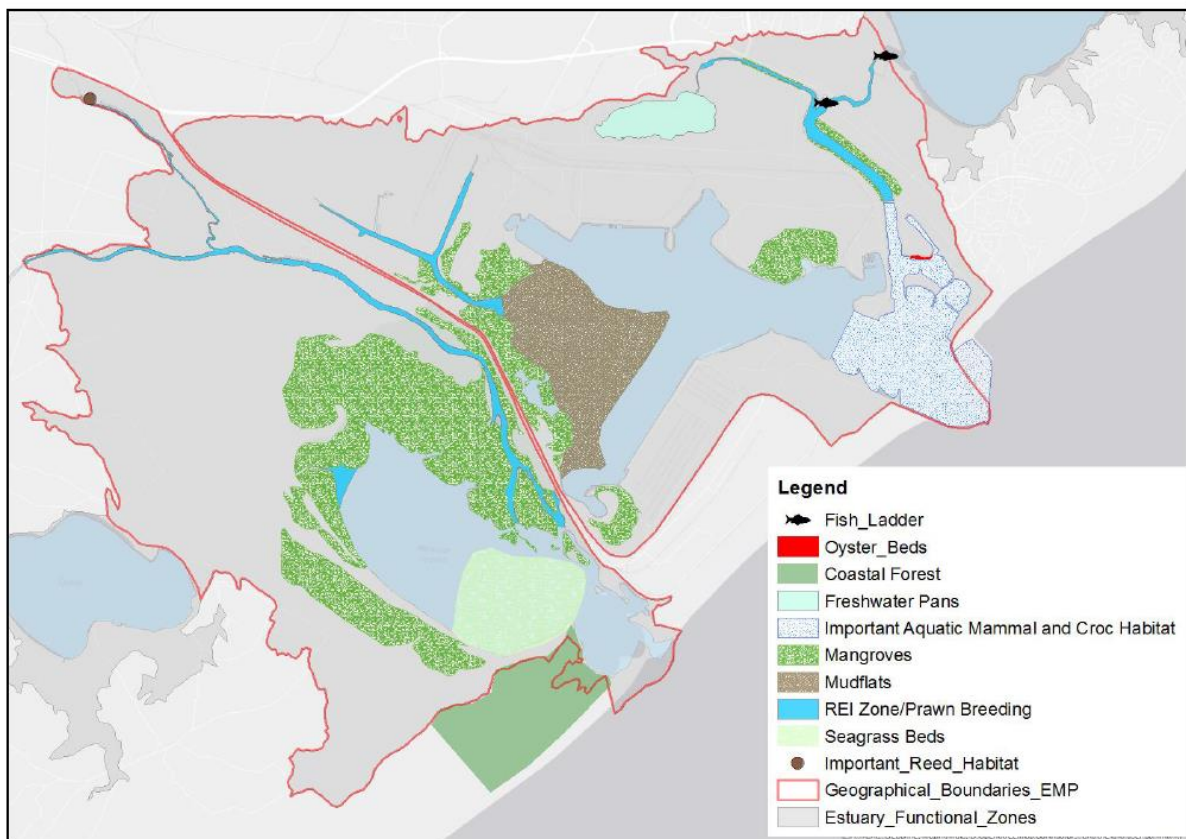 Legend
Fish_Ladder
Oyster_Beds
Coastal Forest
Freshwater Pans
Important Aquatic Mammal and Croc Habitat
Mangroves
Mudflats
REI Zone/Prawn Breeding
Seagrass Beds
Important_Reed_Habitat
Geographical_Boundaries_EMP
Estuary_Functional_Zones